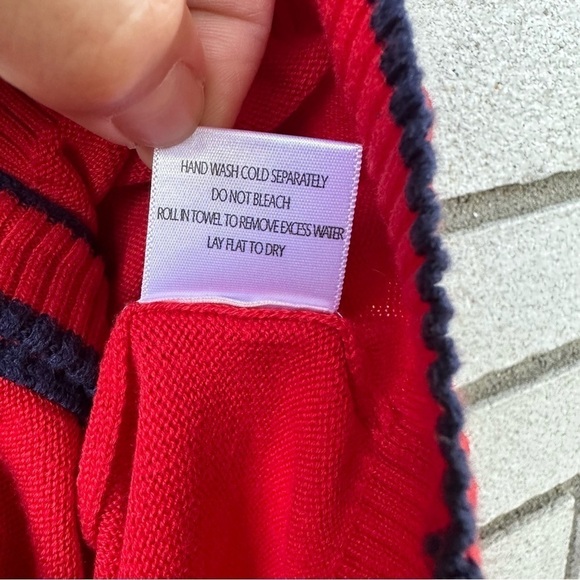 HAND WASH COLD SEPARATELY
DO NOT BLEACH
ROLL IN TOWEL TO REMOVE EXCESS WATER
LAY FLAT TO DRY